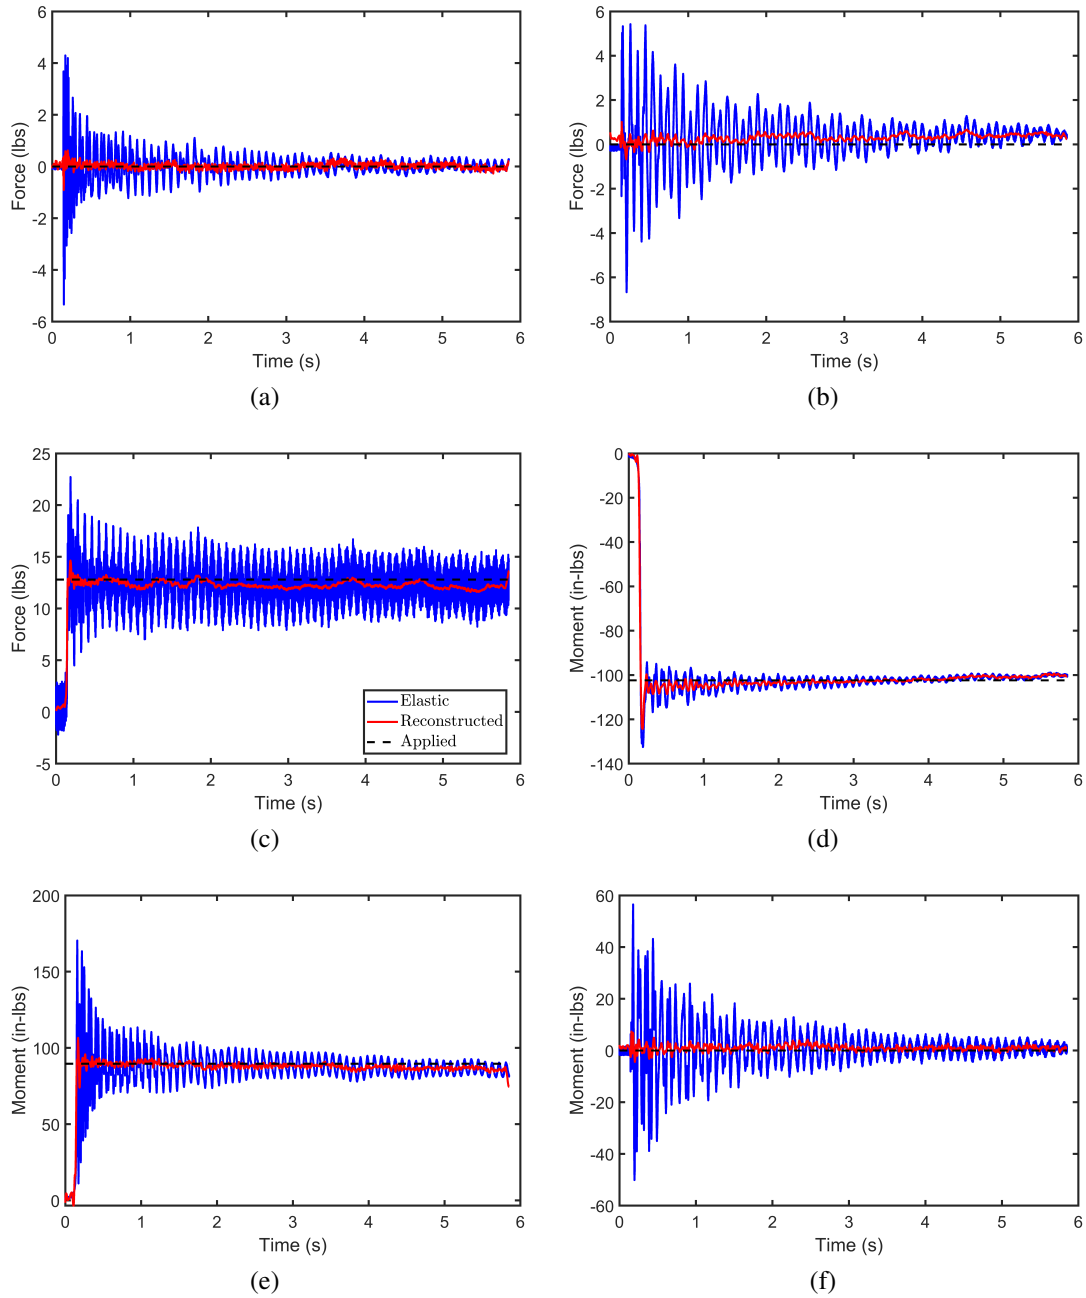 6
4
2
0
-2
-4
-6
Force (lbs)
0 1 2 3 4 5 6
Time (s)
(a)
6
4
2
0
-2
-4
-6
-8
Force (lbs)
0 1 2 3 4 5 6
Time (s)
(b)
25
20
15
10
5
0
-5
Force (lbs)
Elastic
Reconstructed
Applied
0 1 2 3 4 5 6
Time (s)
(c)
0
-20
-40
-60
-80
-100
-120
-140
Moment (in-lbs)
0 1 2 3 4 5 6
Time (s)
(d)
200
150
100
50
0
Moment (in-lbs)
0 1 2 3 4 5 6
Time (s)
(e)
60
40
20
0
-20
-40
-60
Moment (in-lbs)
0 1 2 3 4 5 6
Time (s)
(f)